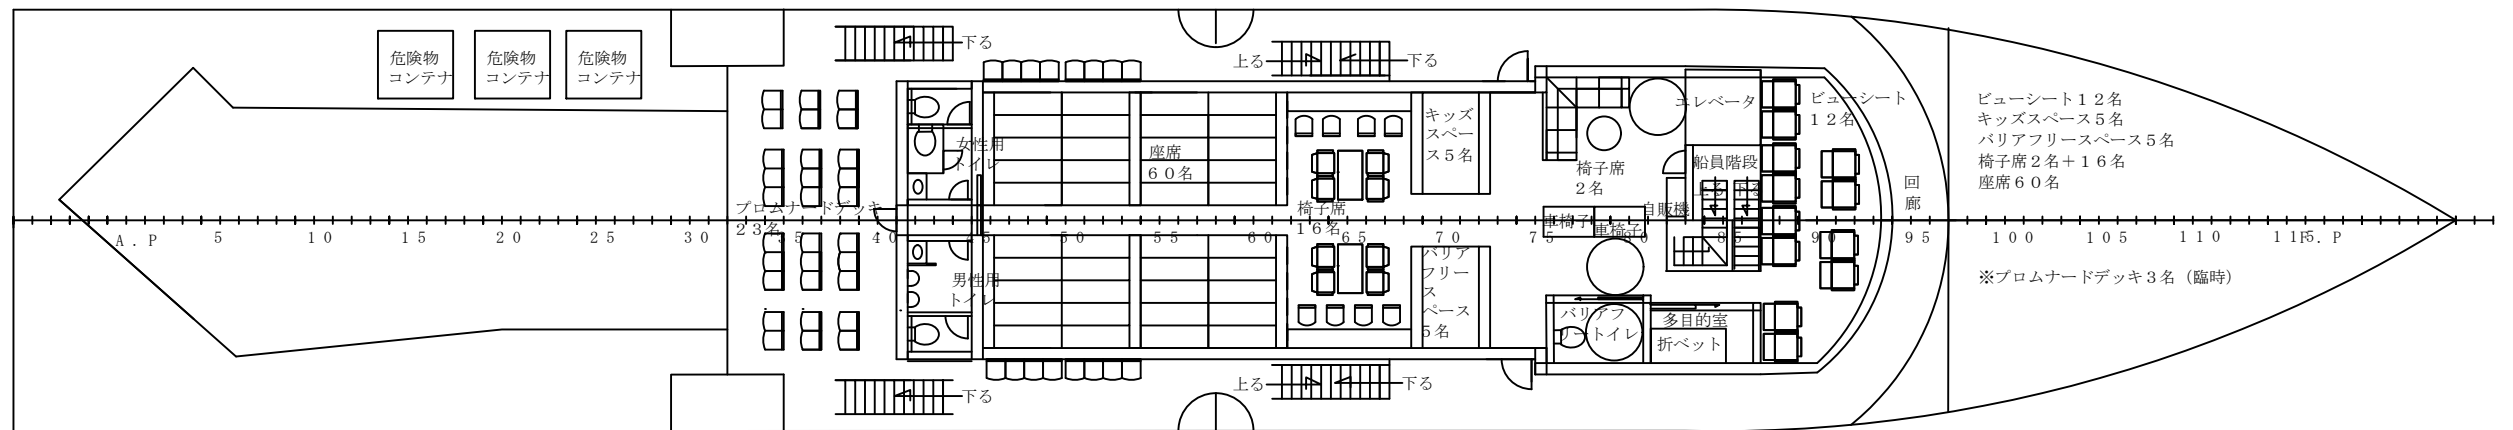 危険物
コンテナ
危険物
コンテナ
危険物
コンテナ
下る
上る
下る
女性用
トイレ
座席
６０名
キッズ
スペー
ス５名
椅子席
２名
エレベータ
ビューシート
１２名
船員階段
上る 下る
回
廊
ビューシート１２名
キッズスペース５名
バリアフリースペース５名
椅子席２名＋１６名
座席６０名
プロムナードデッキ
２３名
椅子席
１６名
車椅子
車椅子
自販機
A．P
５
１０
１５
２０
２５
３０
３５
４０
４５
５０
５５
６０
６５
７０
７５
８０
８５
９０
９５
１００
１０５
１１０
１１５
F．P
男性用
トイレ
バリア
フリー
ス
ペース
５名
バリアフ
リートイレ
多目的室
折ベット
※プロムナードデッキ３名（臨時）
下る
上る
下る